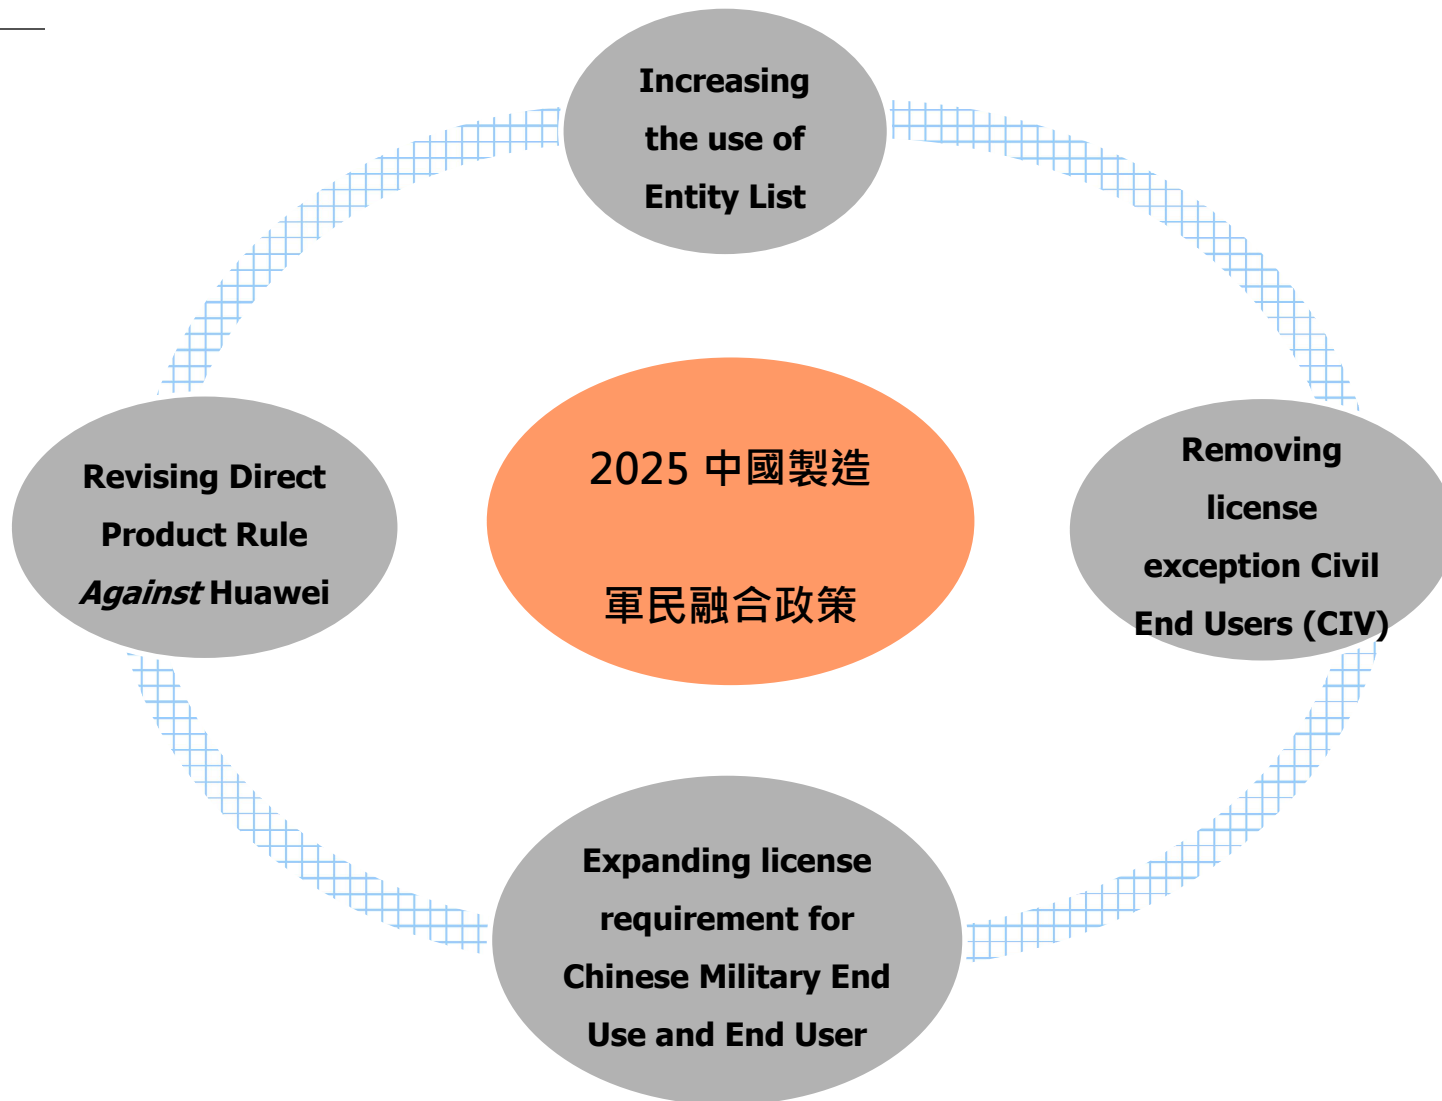 Increasing
the use of
Entity List
Revising Direct
Product Rule
Against Huawei
2025 中國製造
軍民融合政策
Removing
license
exception Civil
End Users (CIV)
Expanding license
requirement for
Chinese Military End
Use and End User